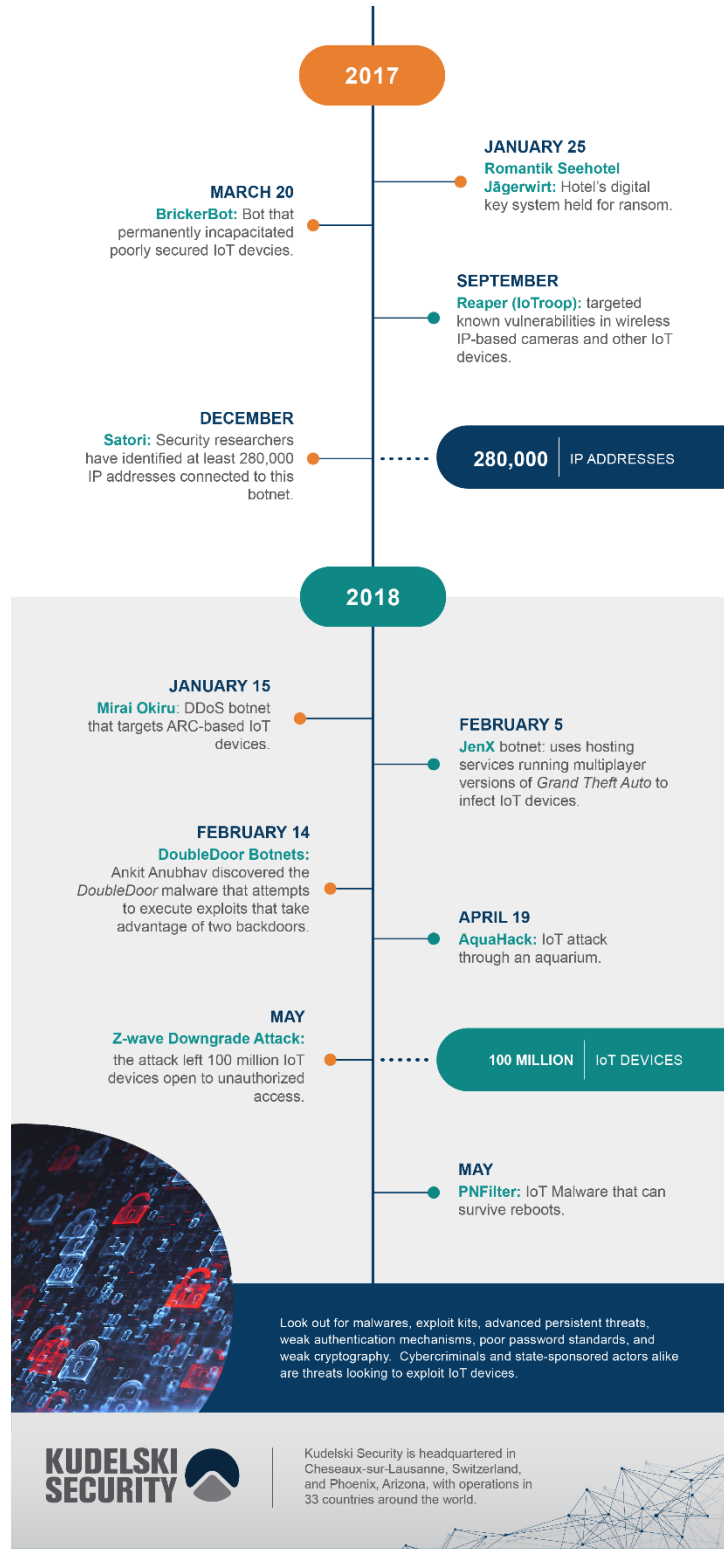 2017
JANUARY 25
Romantik Seehotel
Jägerwirt: Hotel's digital
key system held for ransom.
MARCH 20
BrickerBot: Bot that
permanently incapacitated
poorly secured IoT devcies.
SEPTEMBER
Reaper (IoTroop): targeted
known vulnerabilities in wireless
IP-based cameras and other IoT
devices.
DECEMBER
Satori: Security researchers
have identified at least 280,000
IP addresses connected to this
botnet.
280,000 IP ADDRESSES
2018
JANUARY 15
Mirai Okiru: DDoS botnet
that targets ARC-based IoT
devices.
FEBRUARY 5
JenX botnet: uses hosting
services running multiplayer
versions of Grand Theft Auto to
infect IoT devices.
FEBRUARY 14
DoubleDoor Botnets:
Ankit Anubhav discovered the
DoubleDoor malware that attempts
to execute exploits that take
advantage of two backdoors.
APRIL 19
AquaHack: IoT attack
through an aquarium.
MAY
Z-wave Downgrade Attack:
the attack left 100 million IoT
devices open to unauthorized
access.
100 MILLION IoT DEVICES
MAY
PNFilter: IoT Malware that can
survive reboots.
Look out for malwares, exploit kits, advanced persistent threats,
weak authentication mechanisms, poor password standards, and
weak cryptography. Cybercriminals and state-sponsored actors alike
are threats looking to exploit IoT devices.
KUDELSKI
SECURITY
Kudelski Security is headquartered in
Cheseaux-sur-Lausanne, Switzerland,
and Phoenix, Arizona, with operations in
33 countries around the world.